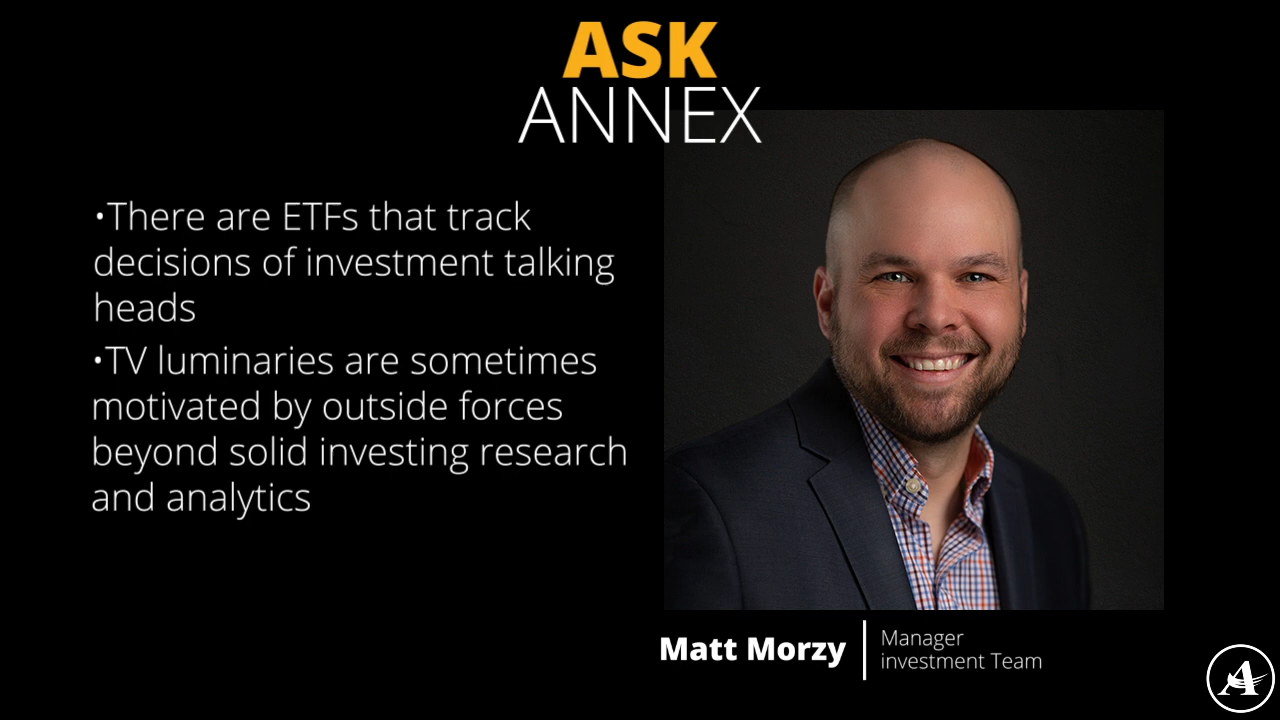 ASK
ANNEX
•There are ETFs that track
decisions of investment talking
heads
•TV luminaries are sometimes
motivated by outside forces
beyond solid investing research
and analytics
Matt Morzy
Manager
investment Team
A